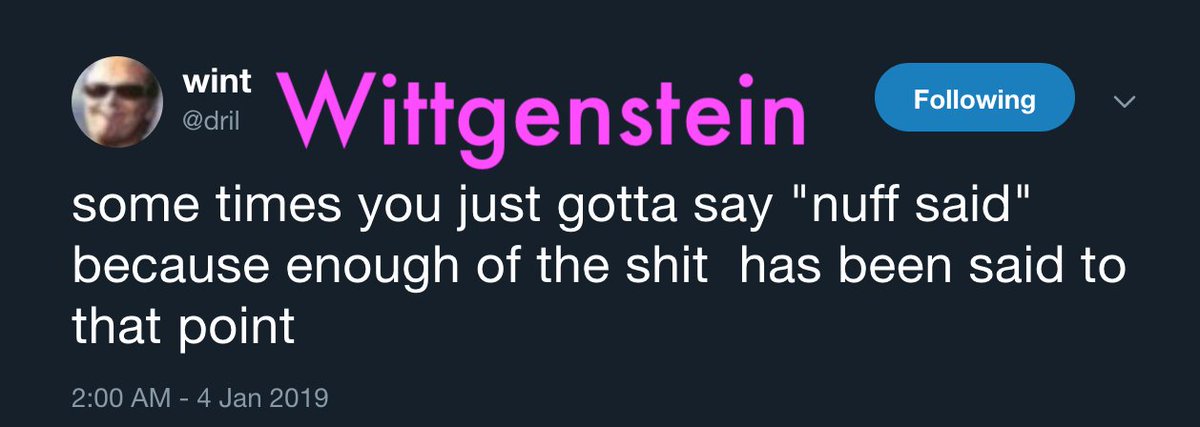 wint
@dril
Wittgenstein
Following
some times you just gotta say "nuff said"
because enough of the shit  has been said to
that point
2:00 AM - 4 Jan 2019